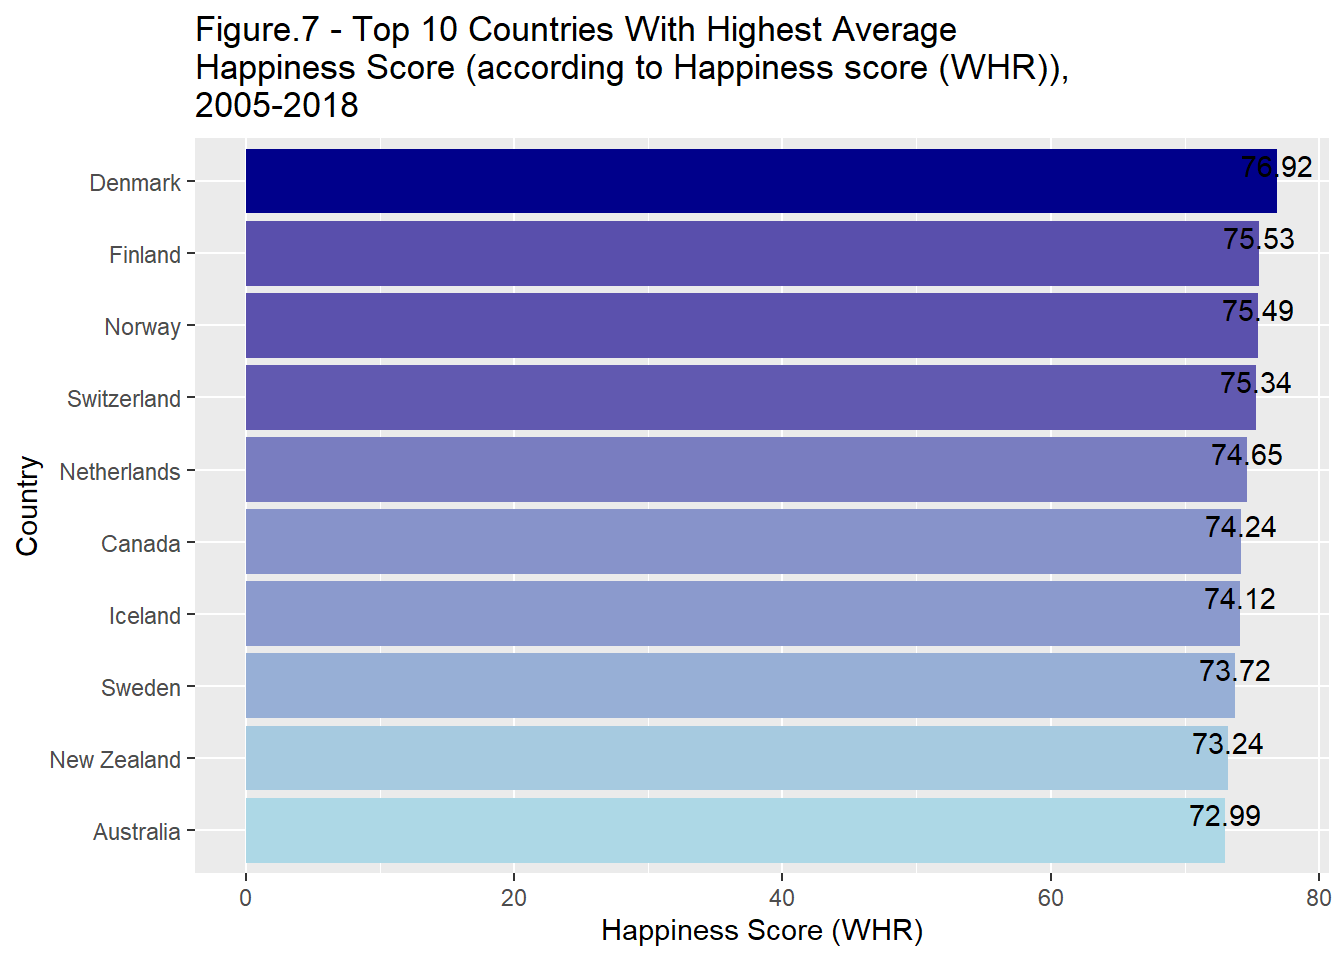 Figure.7 - Top 10 Countries With Highest Average
Happiness Score (according to Happiness score (WHR)),
2005-2018
Denmark 76.92
Finland 75.53
Norway 75.49
Switzerland 75.34
Netherlands 74.65
Canada 74.24
Iceland 74.12
Sweden 73.72
New Zealand 73.24
Australia 72.99
Country
0 20 40 60 80
Happiness Score (WHR)